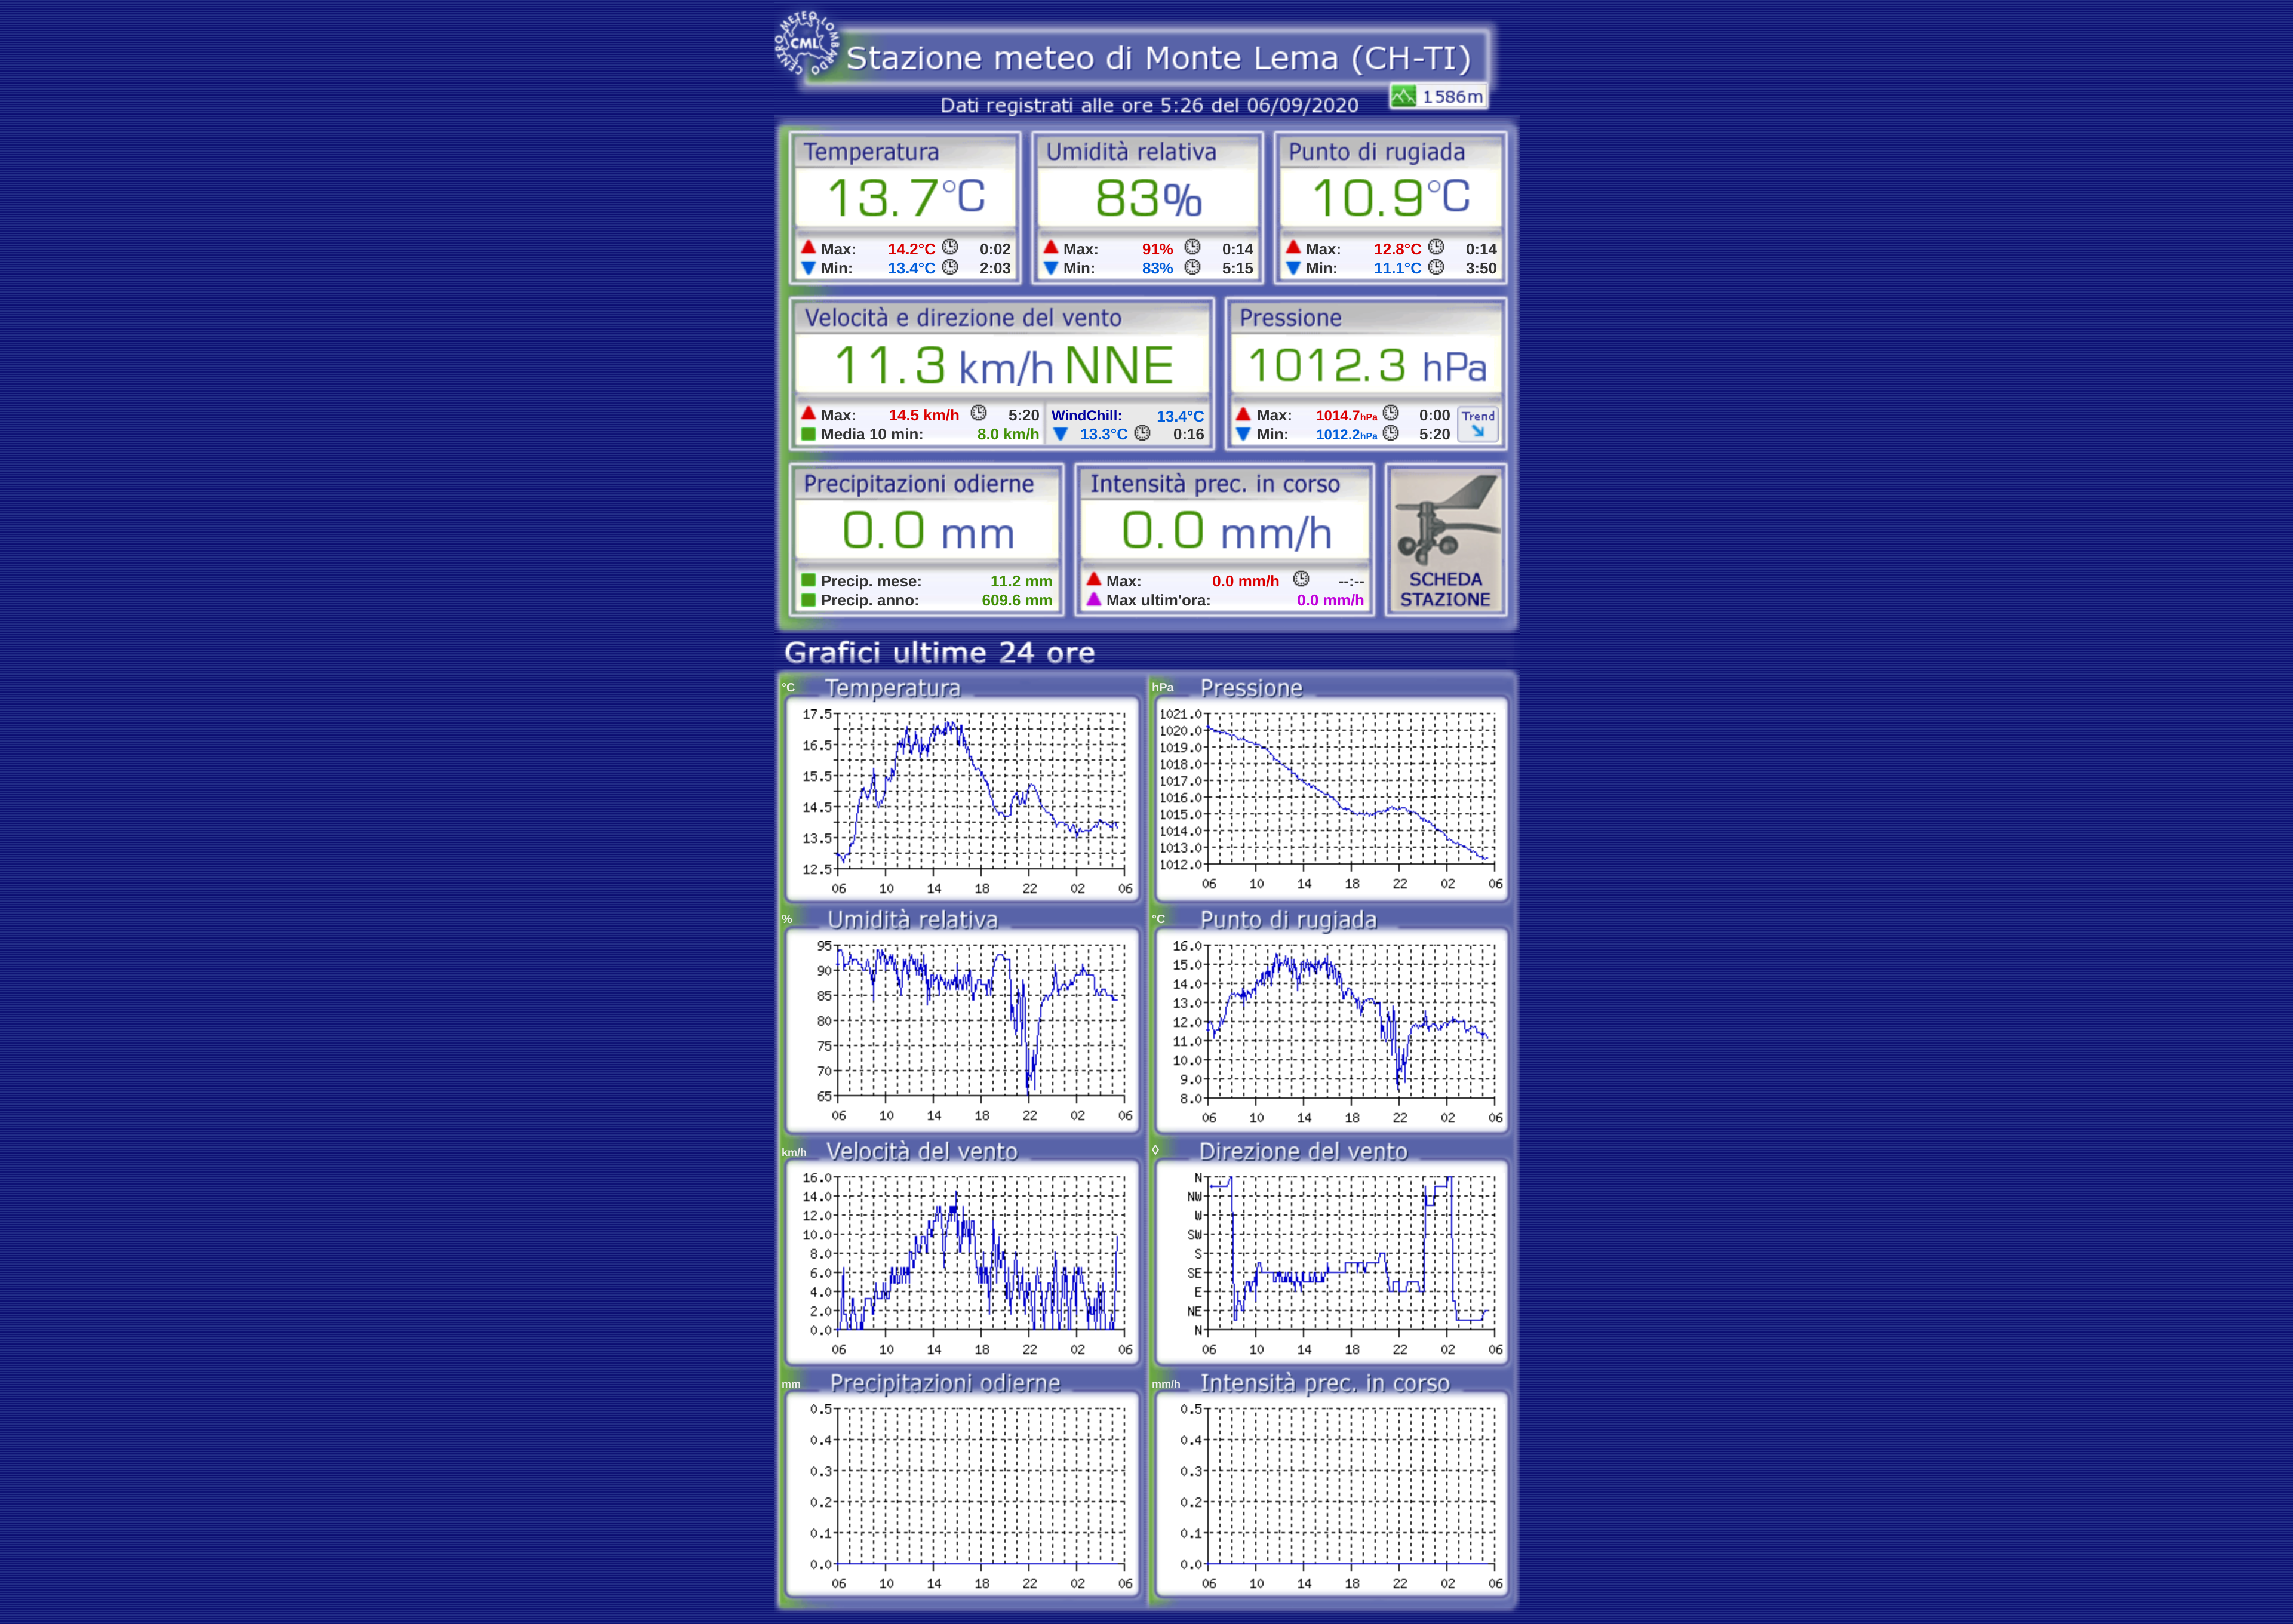 CENTRO METEO LOMBARDO
CML
Stazione meteo di Monte Lema (CH-TI)
1586m
Dati registrati alle ore 5:26 del 06/09/2020
Temperatura
13.7°C
Max: 14.2°C 0:02
Min: 13.4°C 2:03
Umidità relativa
83%
Max: 91% 0:14
Min: 83% 5:15
Punto di rugiada
10.9°C
Max: 12.8°C 0:14
Min: 11.1°C 3:50
Velocità e direzione del vento
11.3 km/h NNE
Max: 14.5 km/h 5:20
Media 10 min: 8.0 km/h
WindChill: 13.4°C
13.3°C 0:16
Pressione
1012.3 hPa
Max: 1014.7hPa 0:00
Min: 1012.2hPa 5:20
Trend
Precipitazioni odierne
0.0 mm
Precip. mese: 11.2 mm
Precip. anno: 609.6 mm
Intensità prec. in corso
0.0 mm/h
Max: 0.0 mm/h --:--
Max ultim'ora: 0.0 mm/h
SCHEDA
STAZIONE
Grafici ultime 24 ore
°C Temperatura
17.5
16.5
15.5
14.5
13.5
12.5
06 10 14 18 22 02 06
hPa Pressione
1021.0
1020.0
1019.0
1018.0
1017.0
1016.0
1015.0
1014.0
1013.0
1012.0
06 10 14 18 22 02 06
% Umidità relativa
95
90
85
80
75
70
65
06 10 14 18 22 02 06
°C Punto di rugiada
16.0
15.0
14.0
13.0
12.0
11.0
10.0
9.0
8.0
06 10 14 18 22 02 06
km/h Velocità del vento
16.0
14.0
12.0
10.0
8.0
6.0
4.0
2.0
0.0
06 10 14 18 22 02 06
◊ Direzione del vento
N
NW
W
SW
S
SE
E
NE
N
06 10 14 18 22 02 06
mm Precipitazioni odierne
0.5
0.4
0.3
0.2
0.1
0.0
06 10 14 18 22 02 06
mm/h Intensità prec. in corso
0.5
0.4
0.3
0.2
0.1
0.0
06 10 14 18 22 02 06